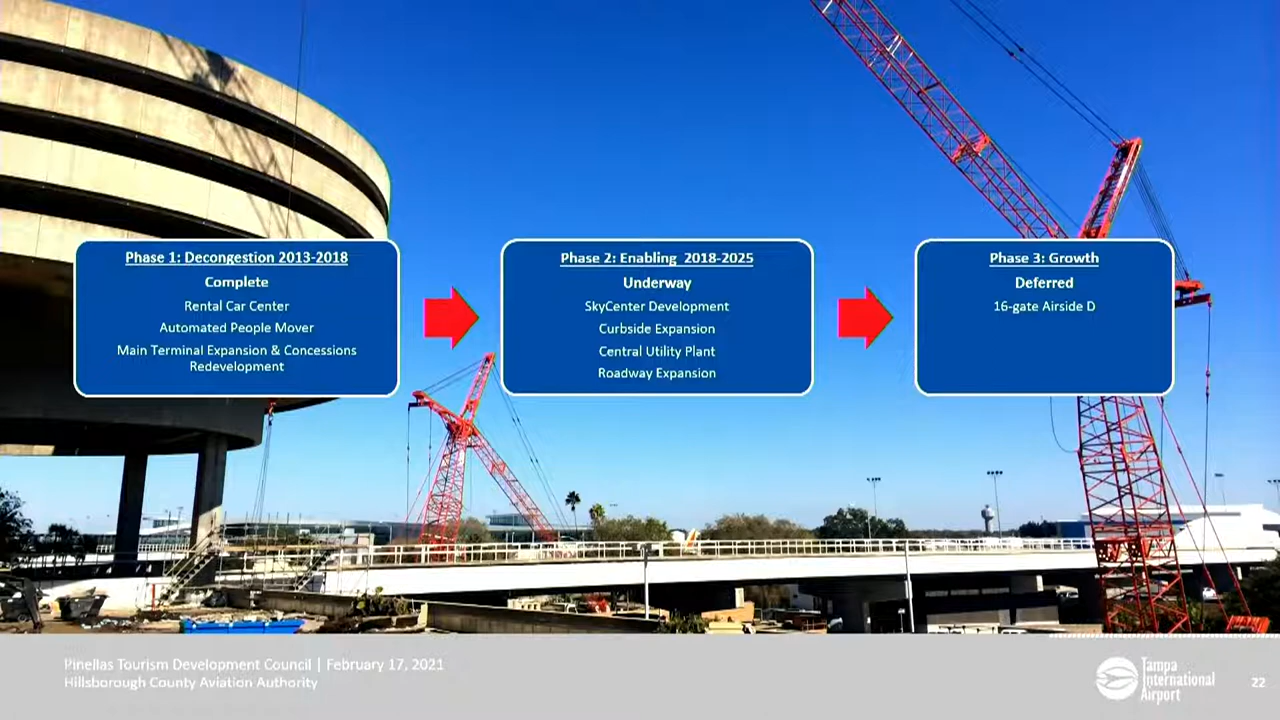 Phase 1: Decongestion 2013-2018
Complete
Rental Car Center
Automated People Mover
Main Terminal Expansion & Concessions
Redevelopment
Phase 2: Enabling 2018-2025
Underway
SkyCenter Development
Curbside Expansion
Central Utility Plant
Roadway Expansion
Phase 3: Growth
Deferred
16-gate Airside D
Pinellas Tourism Development Council | February 17, 2021
Hillsborough County Aviation Authority
Tampa
International
Airport
22